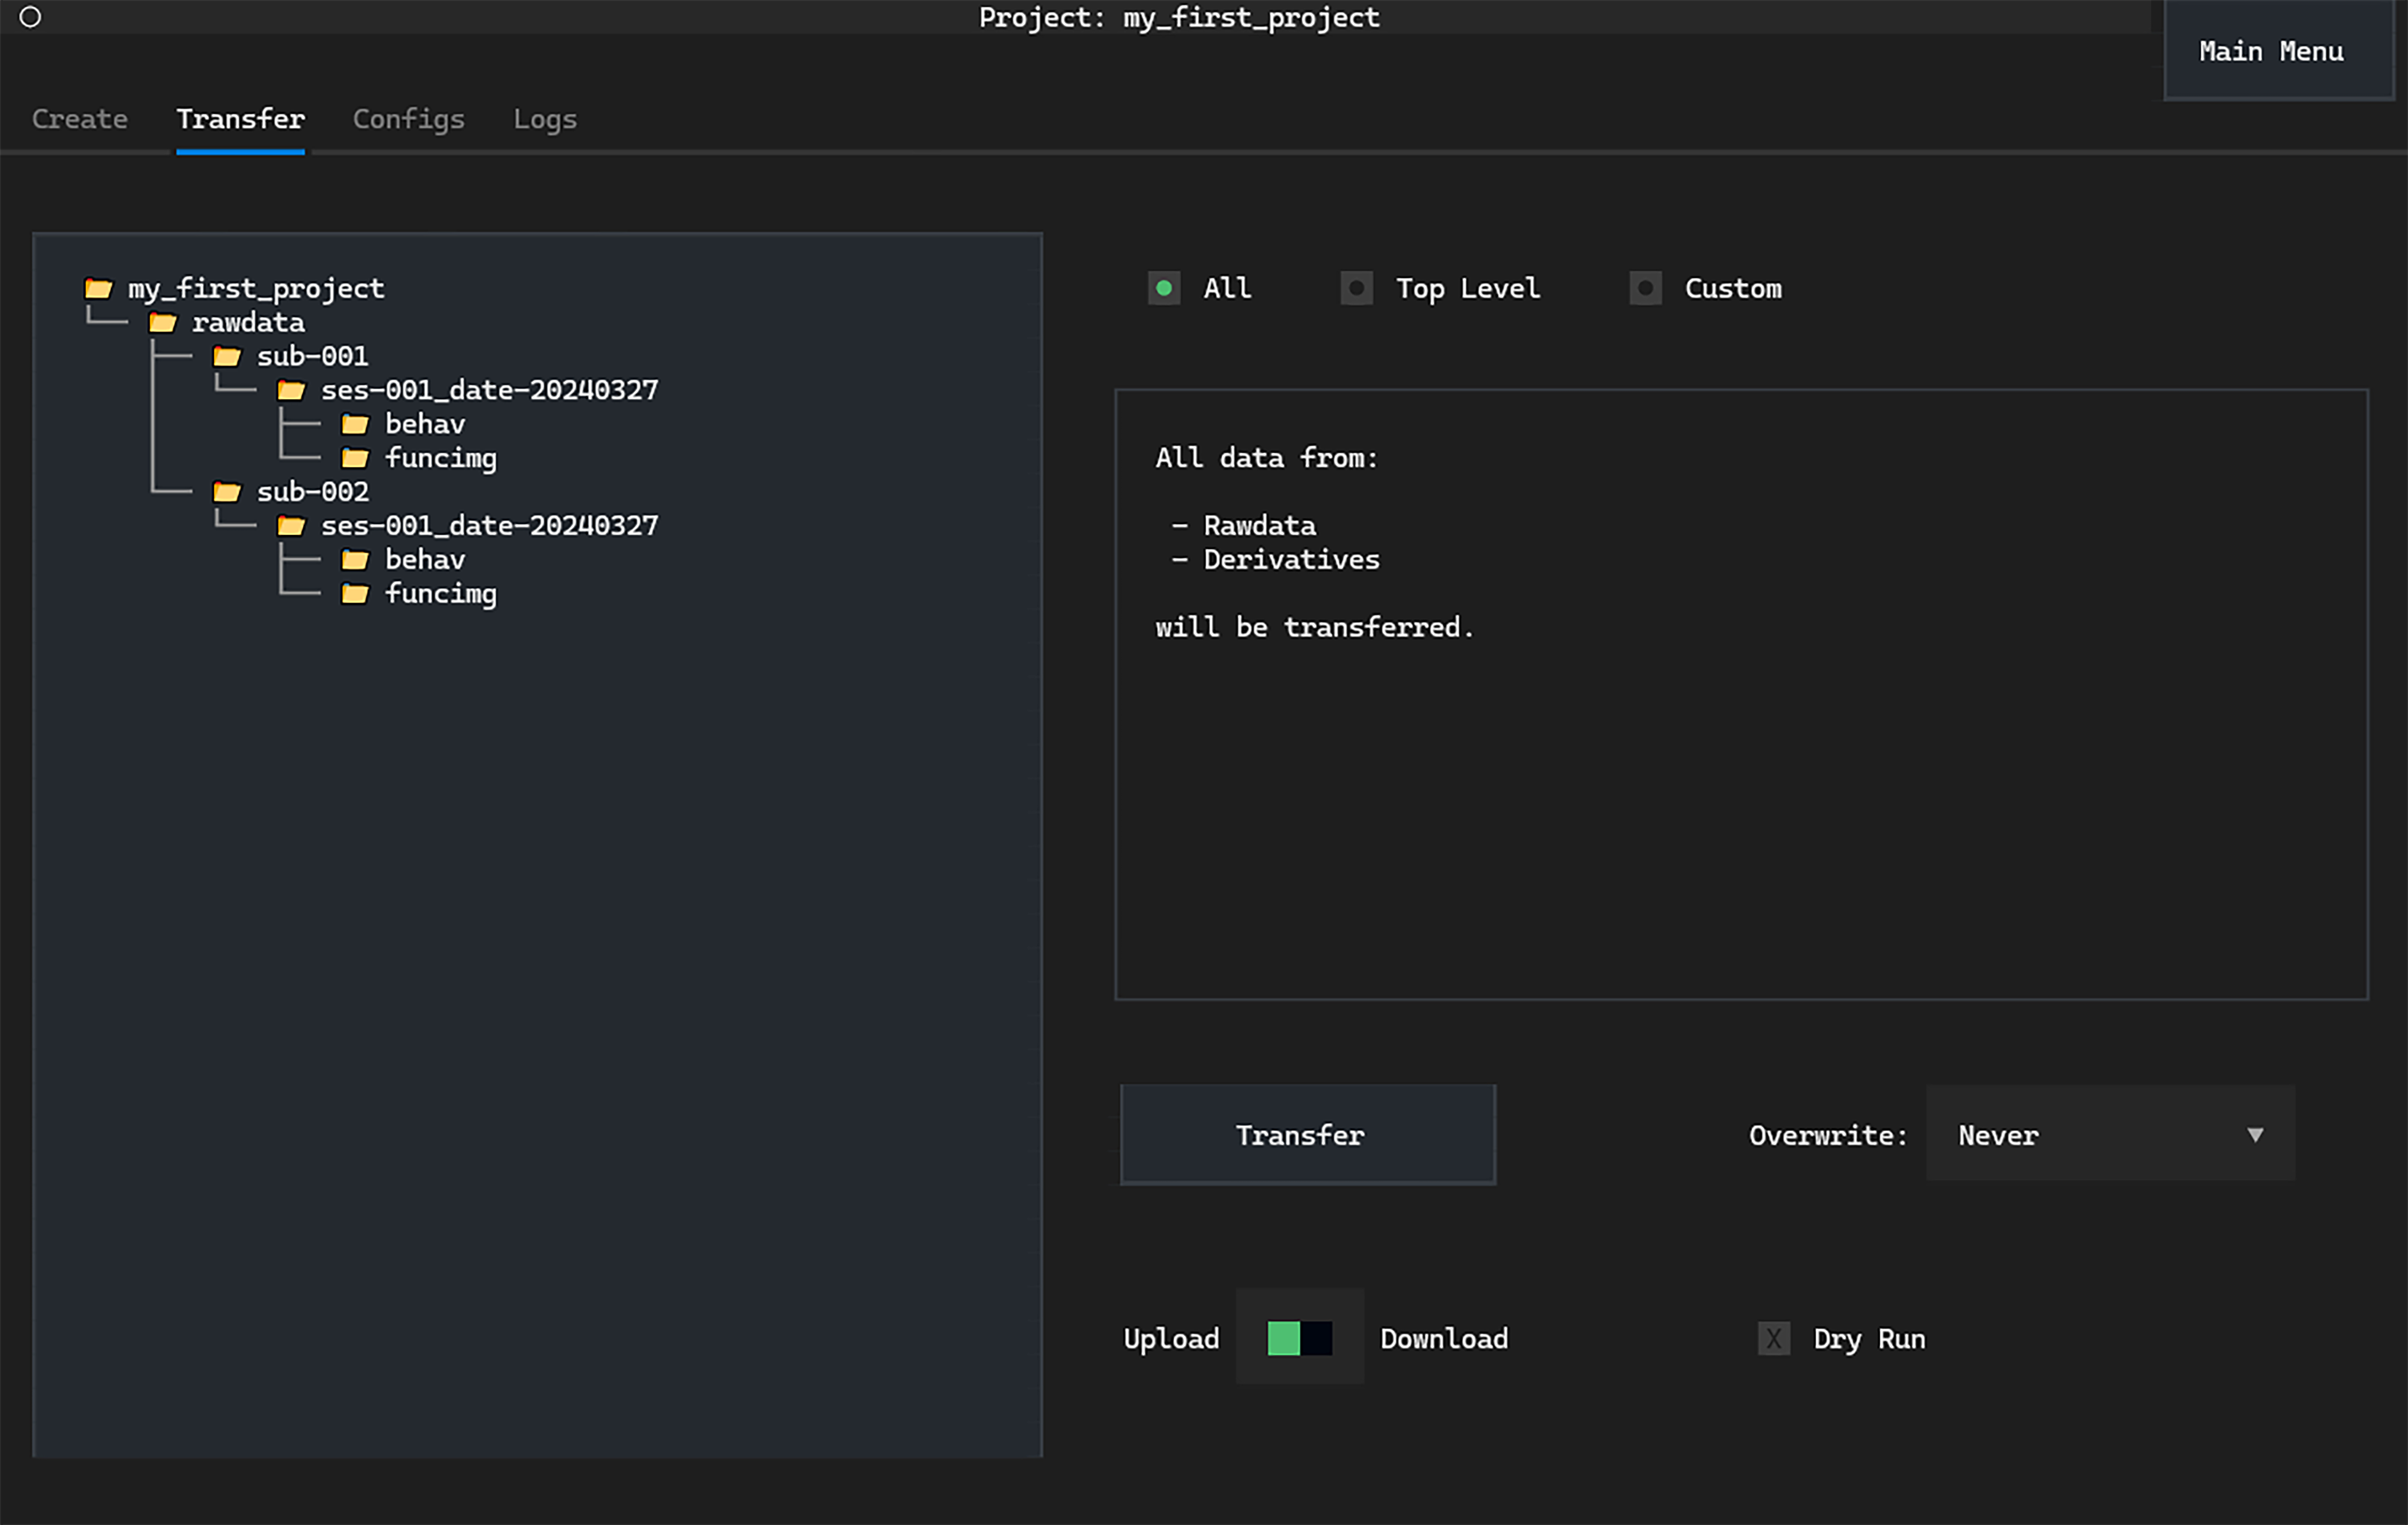 Project: my_first_project
Main Menu
Create Transfer Configs Logs
my_first_project
rawdata
sub-001
ses-001_date-20240327
behav
funcimg
sub-002
ses-001_date-20240327
behav
funcimg
All Top Level Custom
All data from:
- Rawdata
- Derivatives
will be transferred.
Transfer
Overwrite: Never
Upload Download
X Dry Run